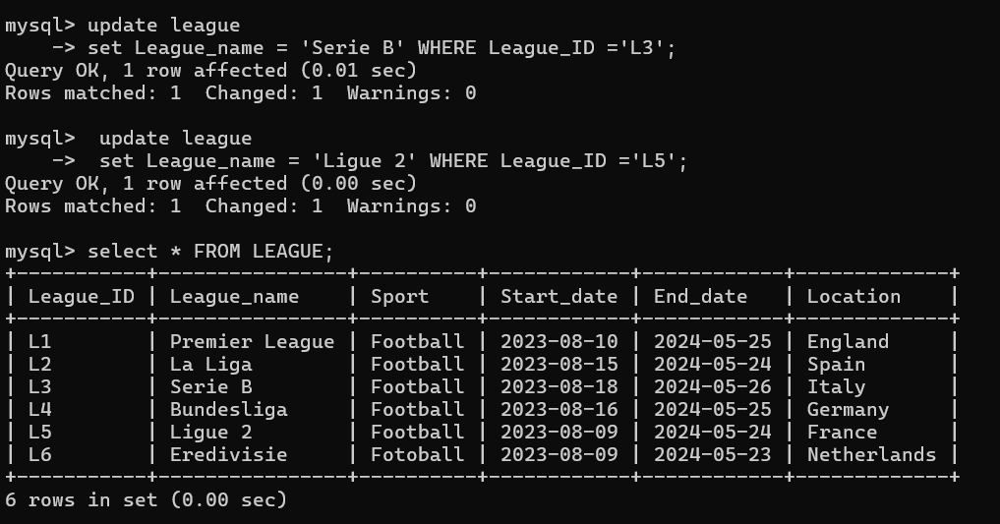 mysql> update league
    -> set League_name = 'Serie B' WHERE League_ID ='L3';
Query OK, 1 row affected (0.01 sec)
Rows matched: 1  Changed: 1  Warnings: 0

mysql>  update league
    ->  set League_name = 'Ligue 2' WHERE League_ID ='L5';
Query OK, 1 row affected (0.00 sec)
Rows matched: 1  Changed: 1  Warnings: 0

mysql> select * FROM LEAGUE;
+-----------+----------------+----------+------------+------------+-------------+
| League_ID | League_name    | Sport    | Start_date | End_date   | Location    |
+-----------+----------------+----------+------------+------------+-------------+
| L1        | Premier League | Football | 2023-08-10 | 2024-05-25 | England     |
| L2        | La Liga        | Football | 2023-08-15 | 2024-05-24 | Spain       |
| L3        | Serie B        | Football | 2023-08-18 | 2024-05-26 | Italy       |
| L4        | Bundesliga     | Football | 2023-08-16 | 2024-05-25 | Germany     |
| L5        | Ligue 2        | Football | 2023-08-09 | 2024-05-24 | France      |
| L6        | Eredivisie     | Fotoball | 2023-08-09 | 2024-05-23 | Netherlands |
+-----------+----------------+----------+------------+------------+-------------+
6 rows in set (0.00 sec)